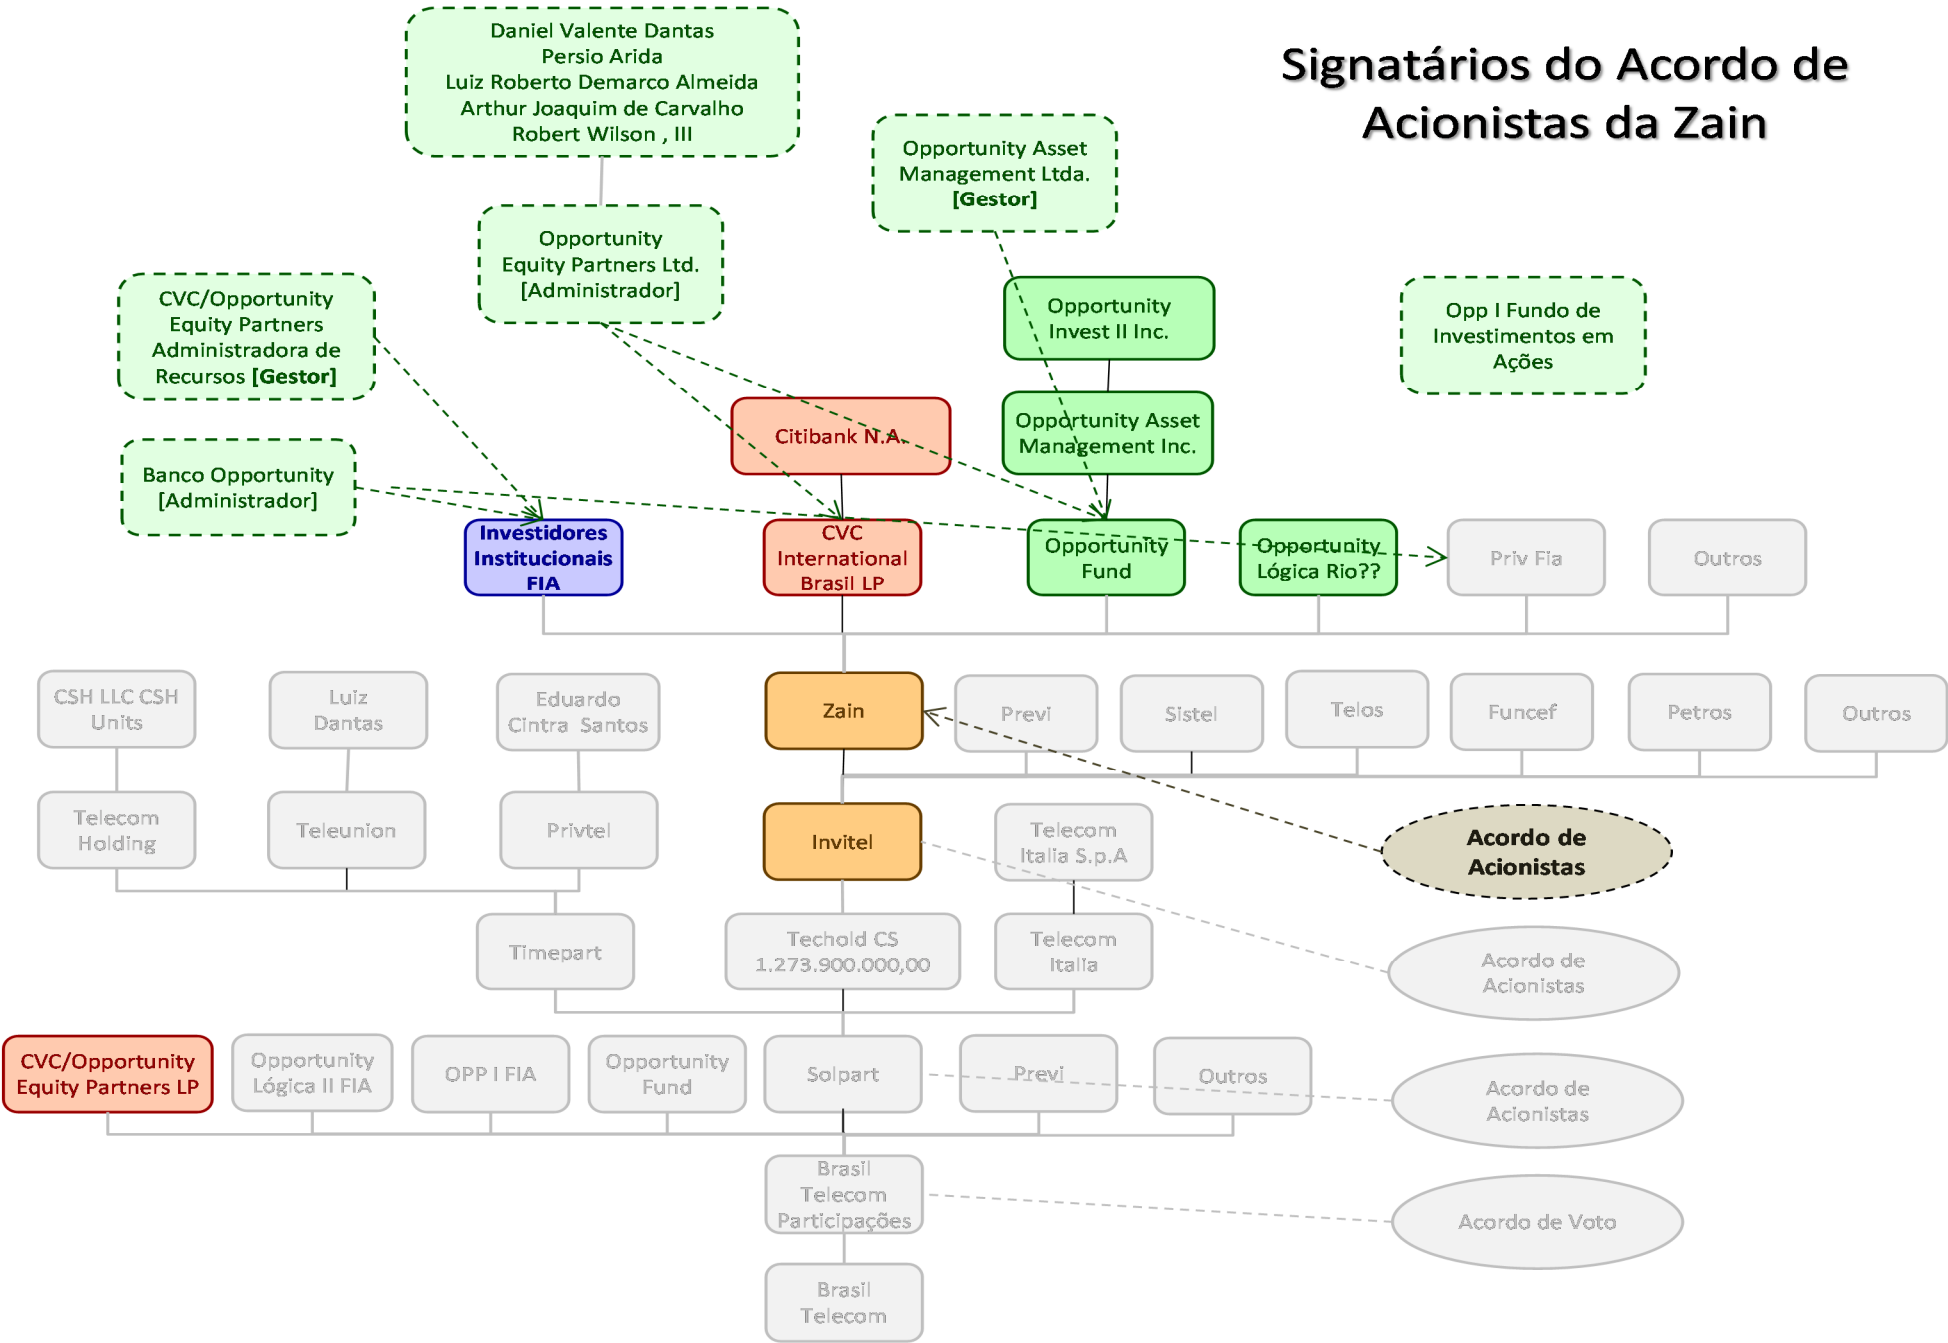 Signatários do Acordo de
Acionistas da Zain
Daniel Valente Dantas
Persio Arida
Luiz Roberto Demarco Almeida
Arthur Joaquim de Carvalho
Robert Wilson , III
Opportunity Asset
Management Ltda.
[Gestor]
Opportunity
Equity Partners Ltd.
[Administrador]
CVC/Opportunity
Equity Partners
Administradora de
Recursos [Gestor]
Opportunity
Invest II Inc.
Opp I Fundo de
Investimentos em
Ações
Citibank N.A.
Opportunity Asset
Management Inc.
Banco Opportunity
[Administrador]
Investidores
Institucionais
FIA
CVC
International
Brasil LP
Opportunity
Fund
Opportunity
Lógica Rio??
Priv Fia
Outros
CSH LLC CSH
Units
Luiz
Dantas
Eduardo
Cintra Santos
Zain
Previ
Sistel
Telos
Funcef
Petros
Outros
Telecom
Holding
Teleunion
Privtel
Invitel
Telecom
Italia S.p.A
Acordo de
Acionistas
Timepart
Techold CS
1.273.900.000,00
Telecom
Italia
Acordo de
Acionistas
CVC/Opportunity
Equity Partners LP
Opportunity
Lógica II FIA
OPP I FIA
Opportunity
Fund
Solpart
Previ
Outros
Acordo de
Acionistas
Brasil
Telecom
Participações
Acordo de Voto
Brasil
Telecom